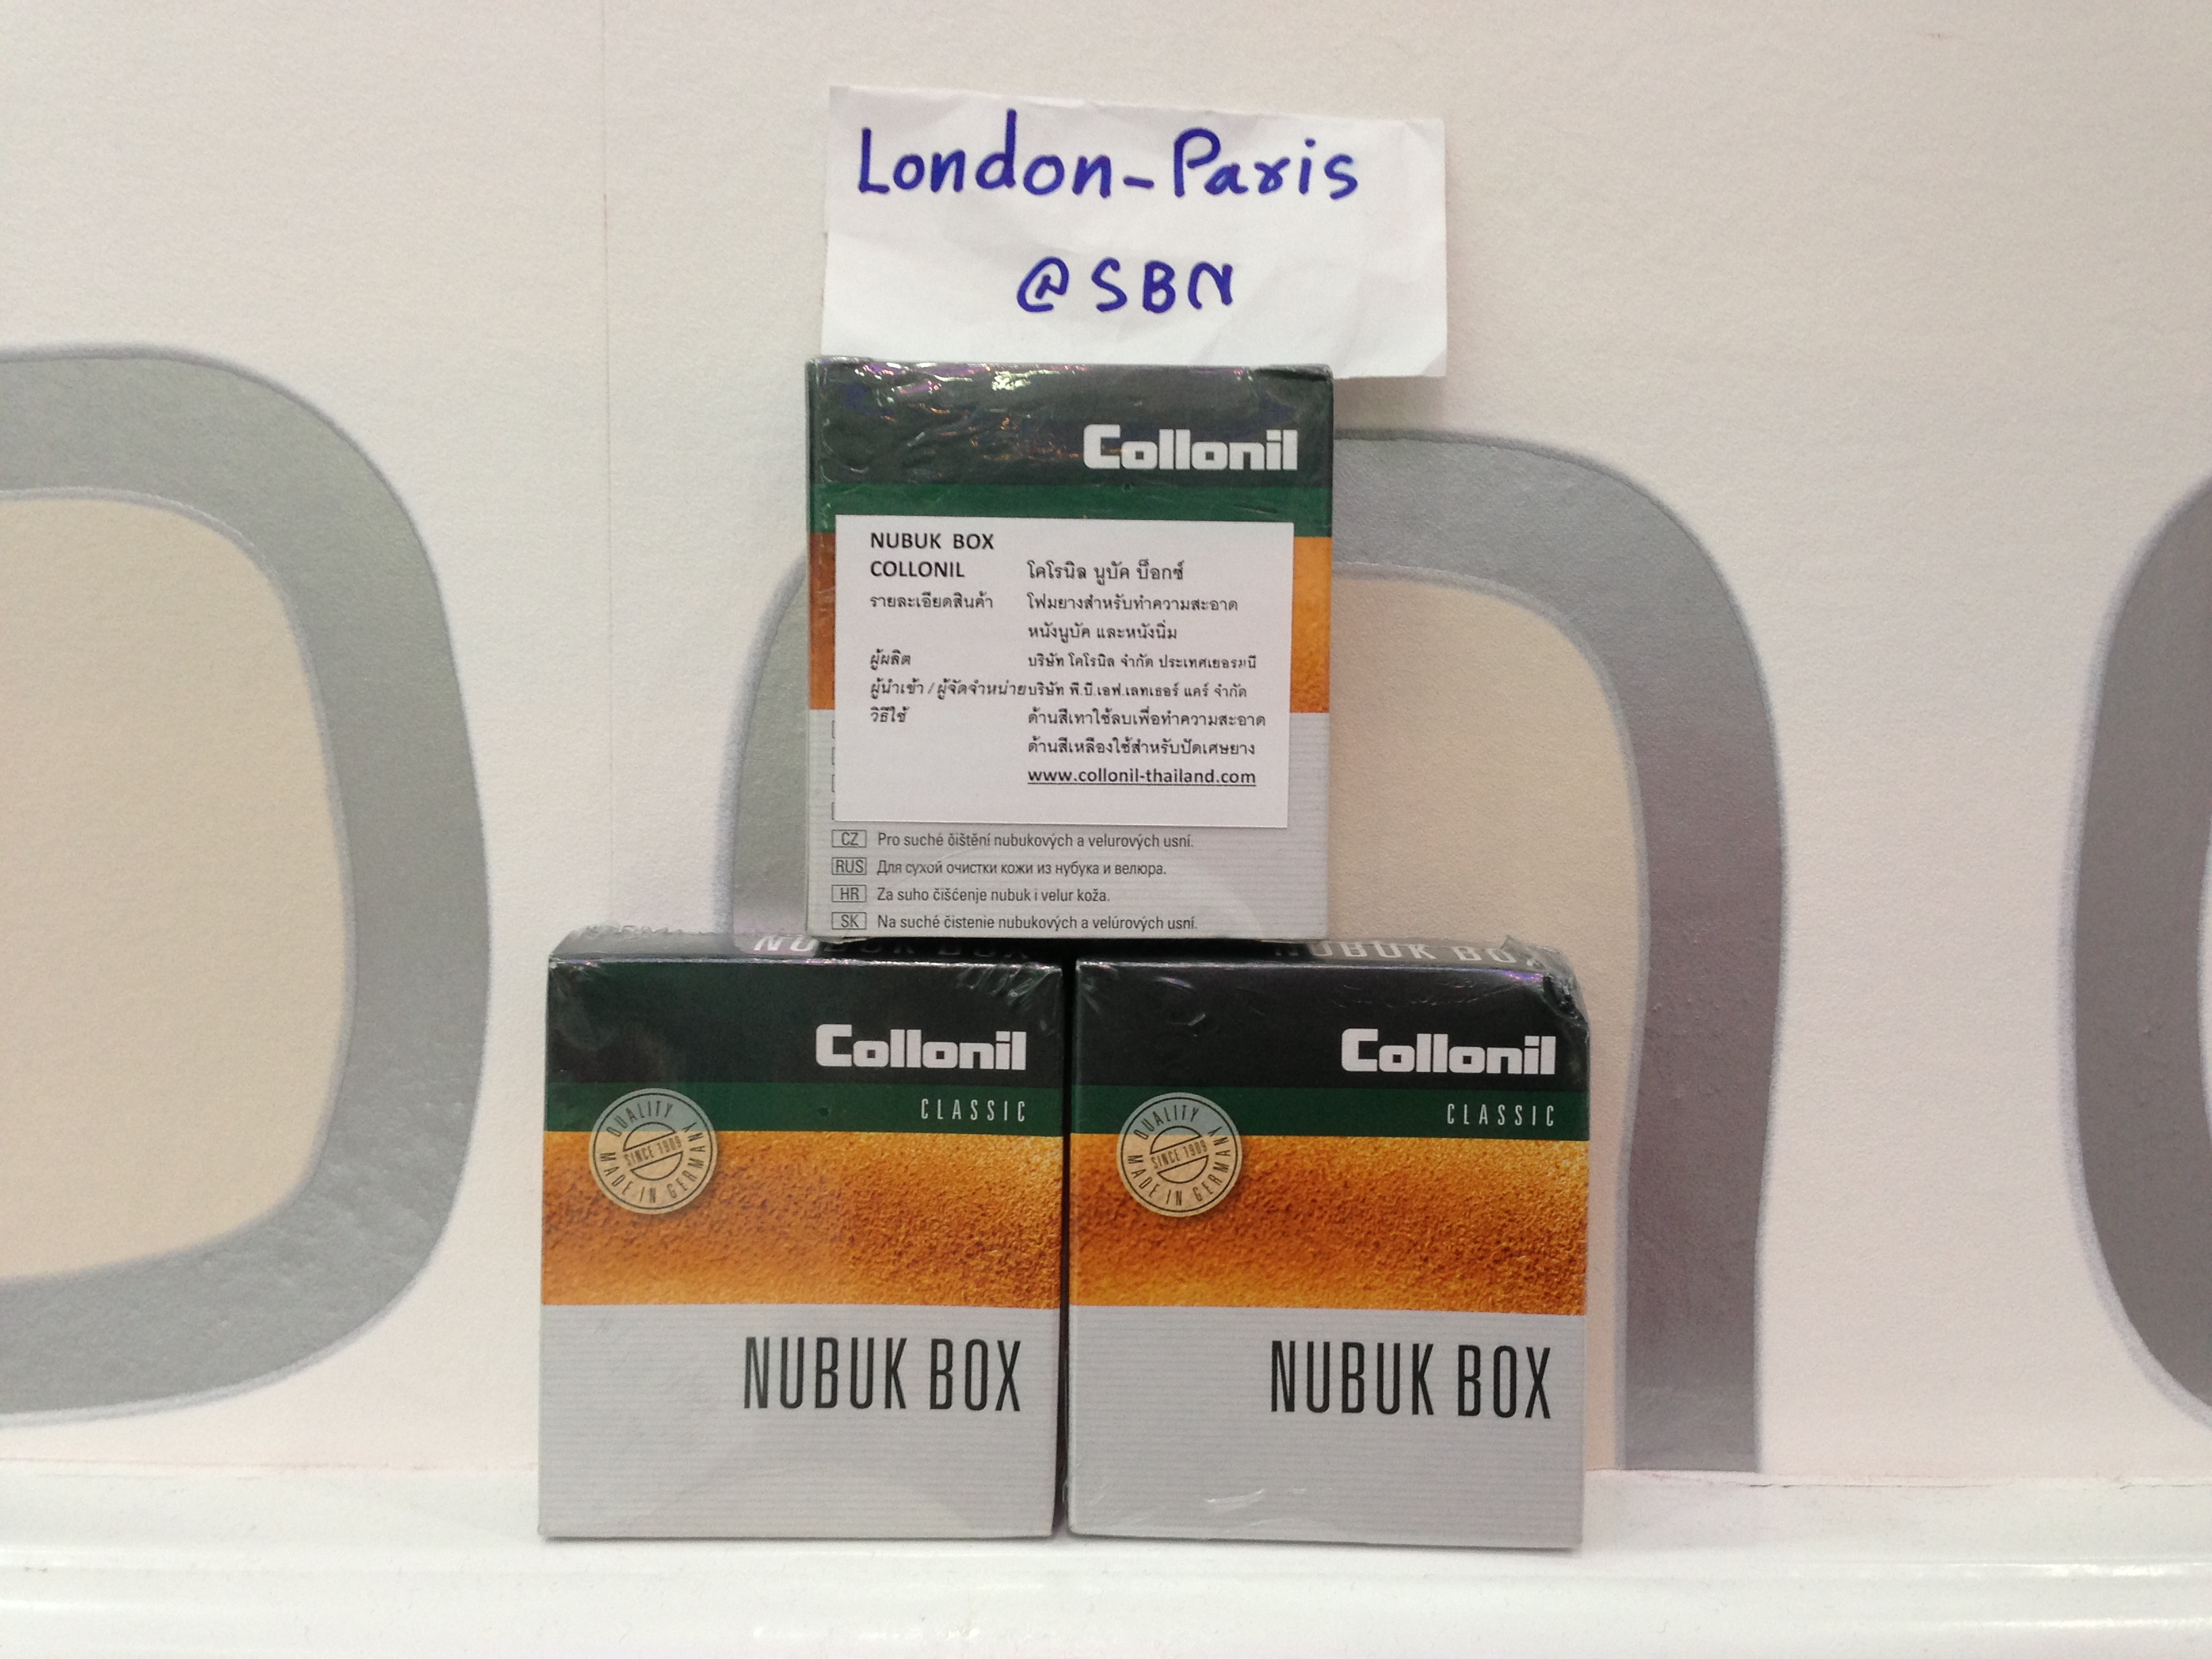 London-Paris
@SBN
Collonil
NUBUK BOX
COLLONIL โคโรนิล นูบัค บ็อกซ์
รายละเอียดสินค้า โฟมยางสำหรับทำความสะอาด
หนังนูบัค และหนังนิ่ม
ผู้ผลิต บริษัท โคโรนิล จำกัด ประเทศเยอรมนี
ผู้นำเข้า / ผู้จัดจำหน่าย บริษัท พี.บี.เอฟ.เลทเธอร์ แคร์ จำกัด
วิธีใช้ ด้านสีเทาใช้ลบเพื่อทำความสะอาด
ด้านสีเหลืองใช้สำหรับปัดเศษยาง
www.collonil-thailand.com
CZ Pro suché čištění nubukových a velurových usní.
RUS Для сухой очистки кожи из нубука и велюра.
HR Za suho čišćenje nubuk i velur koža.
SK Na suché čistenie nubukových a velúrových usní.
NUBUK BOX
Collonil
CLASSIC
QUALITY
SINCE 1909
MADE IN GERMANY
NUBUK BOX
NUBUK BOX
Collonil
CLASSIC
QUALITY
SINCE 1909
MADE IN GERMANY
NUBUK BOX